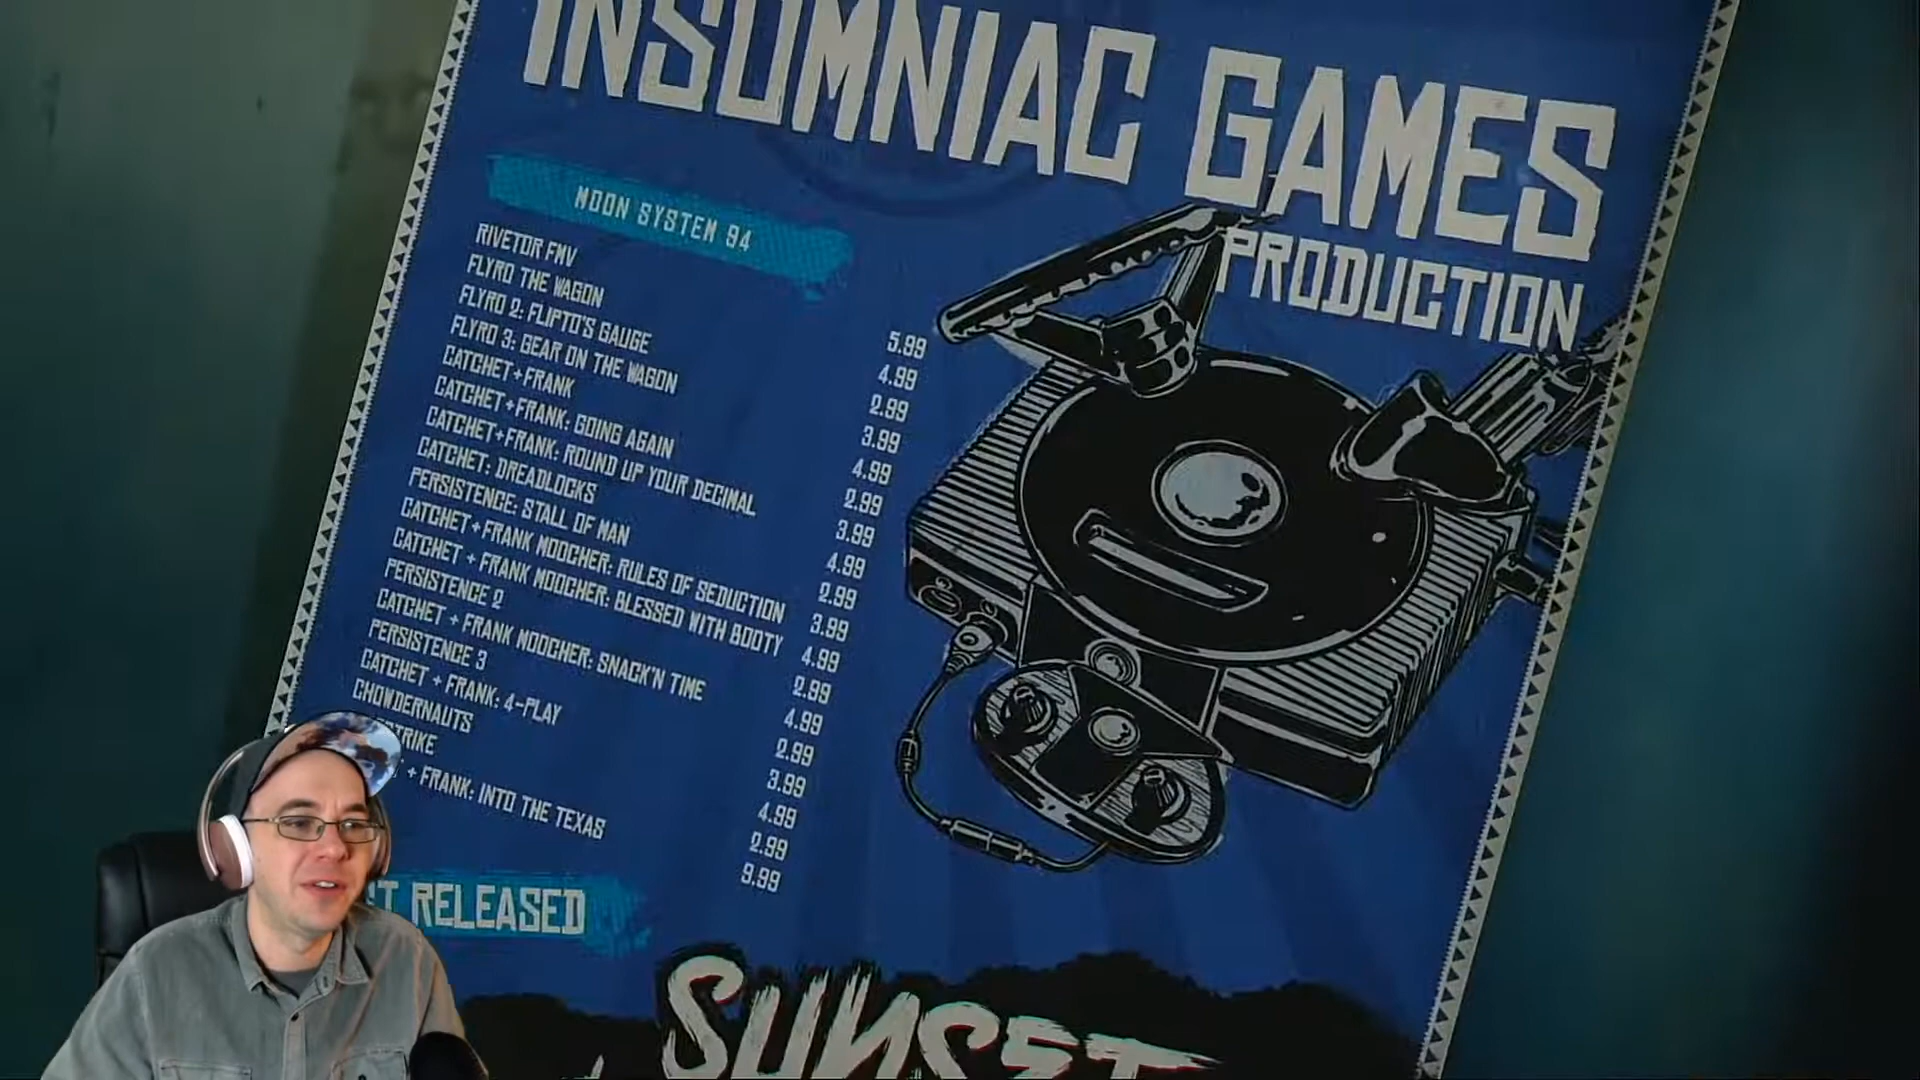 INSOMNIAC GAMES
PRODUCTION
MOON SYSTEM 94
RIVETOR FMV 5.99
FLYRO THE WAGON 4.99
FLYRO 2: FLIPTO'S GAUGE 2.99
FLYRO 3: GEAR ON THE WAGON 3.99
CATCHET+FRANK 4.99
CATCHET+FRANK: GOING AGAIN 2.99
CATCHET+FRANK: ROUND UP YOUR DECIMAL 3.99
CATCHET: DREADLOCKS 4.99
PERSISTENCE: STALL OF MAN 2.99
CATCHET+FRANK MOOCHER: RULES OF SEDUCTION 3.99
CATCHET + FRANK MOOCHER: BLESSED WITH BOOTY 4.99
PERSISTENCE 2 2.99
CATCHET + FRANK MOOCHER: SNACK'N TIME 4.99
PERSISTENCE 3 2.99
CATCHET + FRANK: 4-PLAY 3.99
CHOWDERNAUTS 4.99
TRIKE 2.99
+ FRANK: INTO THE TEXAS 9.99
RELEASED
SUNSET